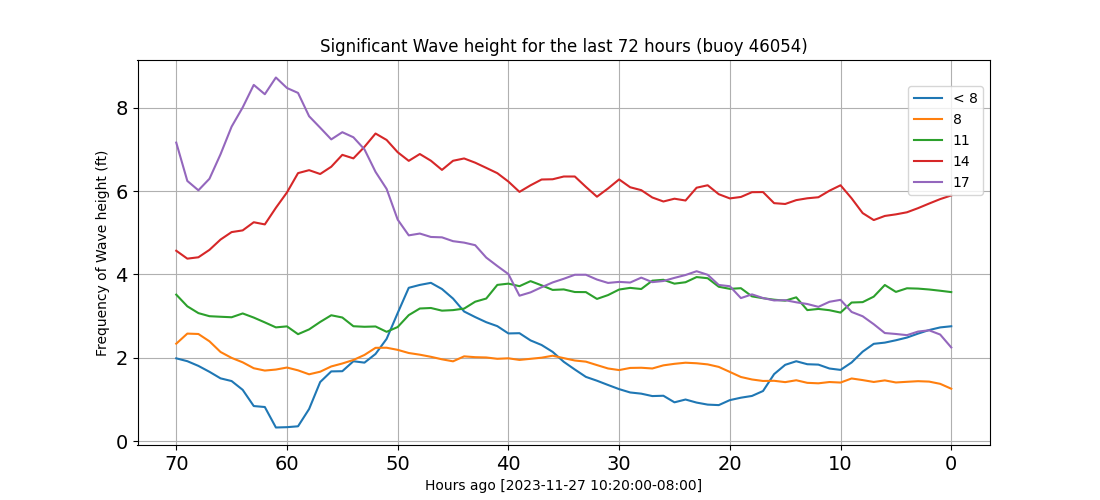 Significant Wave height for the last 72 hours (buoy 46054)
Frequency of Wave height (ft)
8
6
4
2
0
< 8
8
11
14
17
70 60 50 40 30 20 10 0
Hours ago [2023-11-27 10:20:00-08:00]